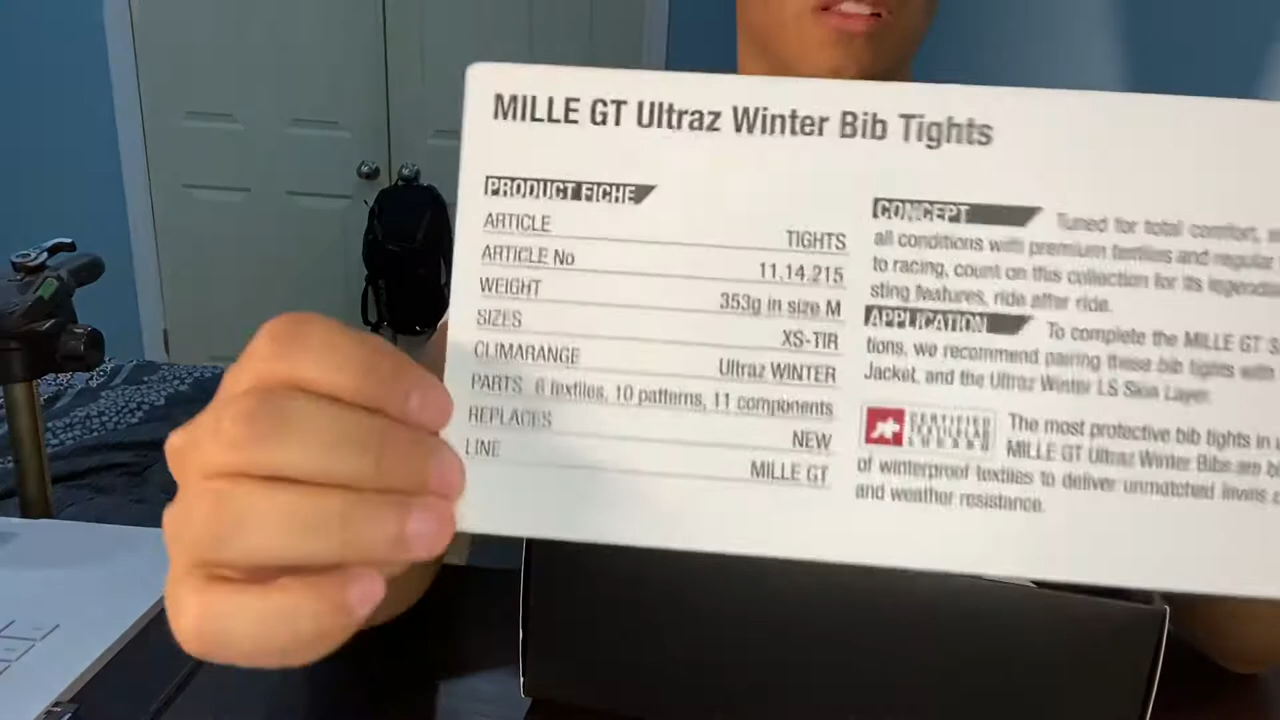 MILLE GT Ultraz Winter Bib Tights
PRODUCT FICHE
ARTICLE TIGHTS
ARTICLE No 11.14.215
WEIGHT 353g in size M
SIZES XS-TIR
CLIMARANGE Ultraz WINTER
PARTS 6 textiles, 10 patterns, 11 components
REPLACES NEW
LINE MILLE GT
CONCEPT Tuned for total comfort,
all conditions with premium textiles and regular
to racing, count on this collection for its
sting features, ride after ride.
APPLICATION To complete the MILLE GT
tions, we recommend pairing these bib tights with
Jacket, and the Ultraz Winter LS Skin Layer.
CERTIFIED
The most protective bib tights in
MILLE GT Ultraz Winter Bibs are
of winterproof textiles to deliver unmatched
and weather resistance.